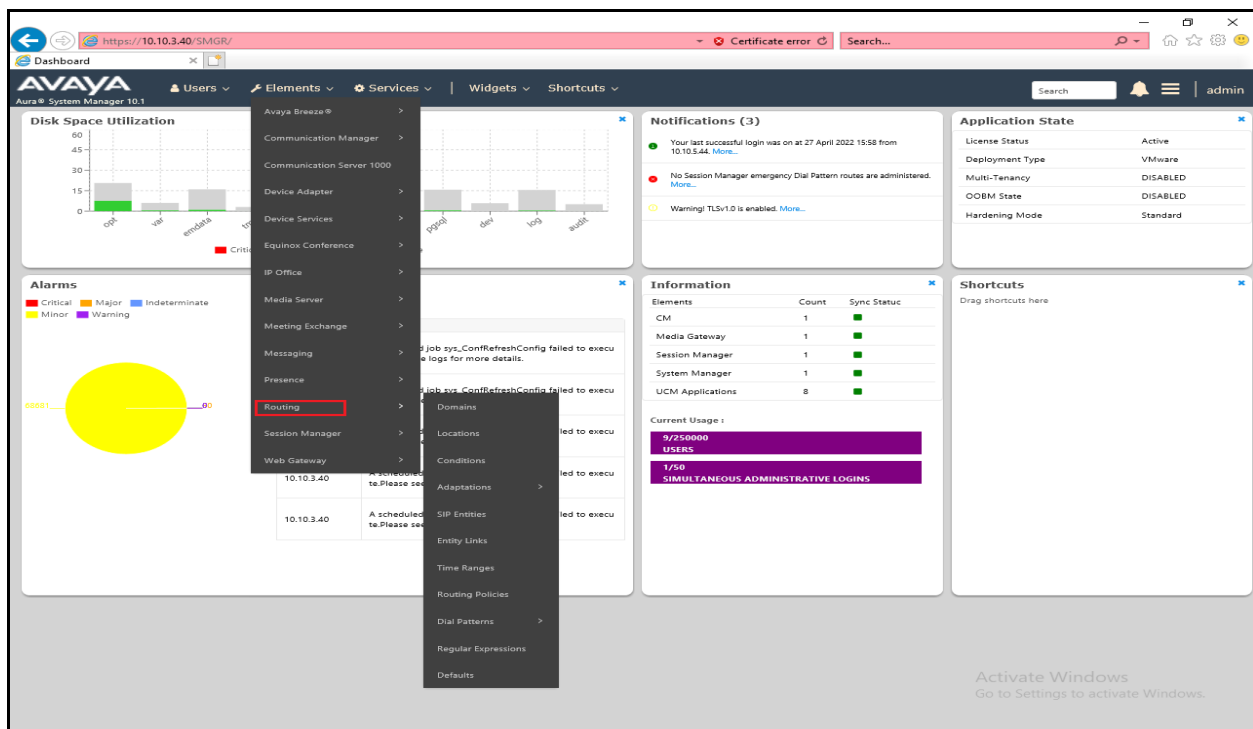 https://10.10.3.40/SMGR/
Certificate error
Search...
Dashboard
AVAYA
Aura® System Manager 10.1
Users
Elements
Services
|
Widgets
Shortcuts
Search
admin
Disk Space Utilization
60
45
30
15
0
opt
var
emdata
pgsql
dev
log
audit
Avaya Breeze®
Communication Manager
Communication Server 1000
Device Adapter
Device Services
Equinox Conference
IP Office
Media Server
Meeting Exchange
Messaging
Presence
Routing
Session Manager
Web Gateway
Domains
Locations
Conditions
Adaptations
SIP Entities
Entity Links
Time Ranges
Routing Policies
Dial Patterns
Regular Expressions
Defaults
Notifications (3)
Your last successful login was on at 27 April 2022 15:58 from
10.10.5.44. More...
No Session Manager emergency Dial Pattern routes are administered.
More...
Warning! TLSv1.0 is enabled. More...
Application State
License Status Active
Deployment Type VMware
Multi-Tenancy DISABLED
OOBM State DISABLED
Hardening Mode Standard
Alarms
Critical Major Indeterminate
Minor Warning
job sys_ConfRefreshConfig failed to execu
logs for more details.
job sys_ConfRefreshConfig failed to execu
led to execu
10.10.3.40
A scheduled
led to execu
te.Please see
10.10.3.40
A scheduled
led to execu
te.Please see
Information
Elements Count Sync Statuc
CM 1
Media Gateway 1
Session Manager 1
System Manager 1
UCM Applications 8
Current Usage :
9/250000
USERS
1/50
SIMULTANEOUS ADMINISTRATIVE LOGINS
Shortcuts
Drag shortcuts here
Activate Windows
Go to Settings to activate Windows.